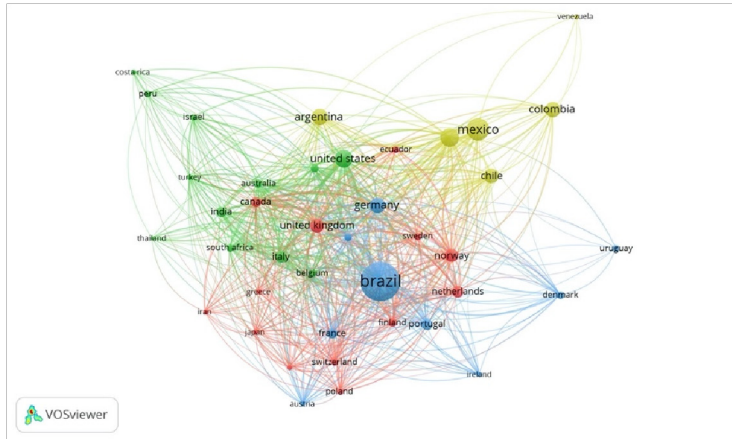 venezuela
costa rica
peru
israel
argentina
colombia
mexico
ecuador
united states
turkey
australia
chile
canada
germany
india
united kingdom
thailand
south africa
sweden
uruguay
italy
norway
belgium
brazil
greece
netherlands
denmark
iran
finland
portugal
japan
france
switzerland
ireland
poland
austria
VOSviewer